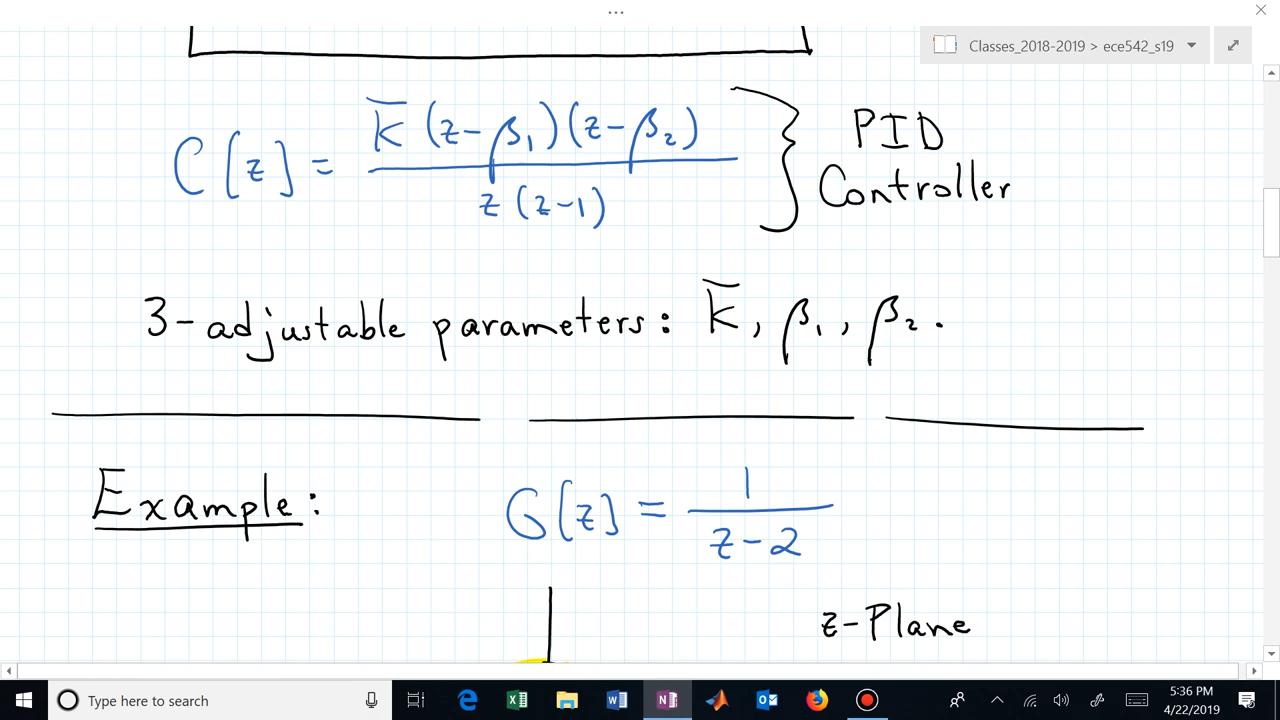 ...
Classes_2018-2019 > ece542_s19
C[z] = K̅(z-β₁)(z-β₂) / z(z-1)
PID
Controller
3-adjustable parameters: K̅, β₁, β₂.
Example:
G[z] = 1 / z-2
z-Plane
Type here to search
5:36 PM
4/22/2019